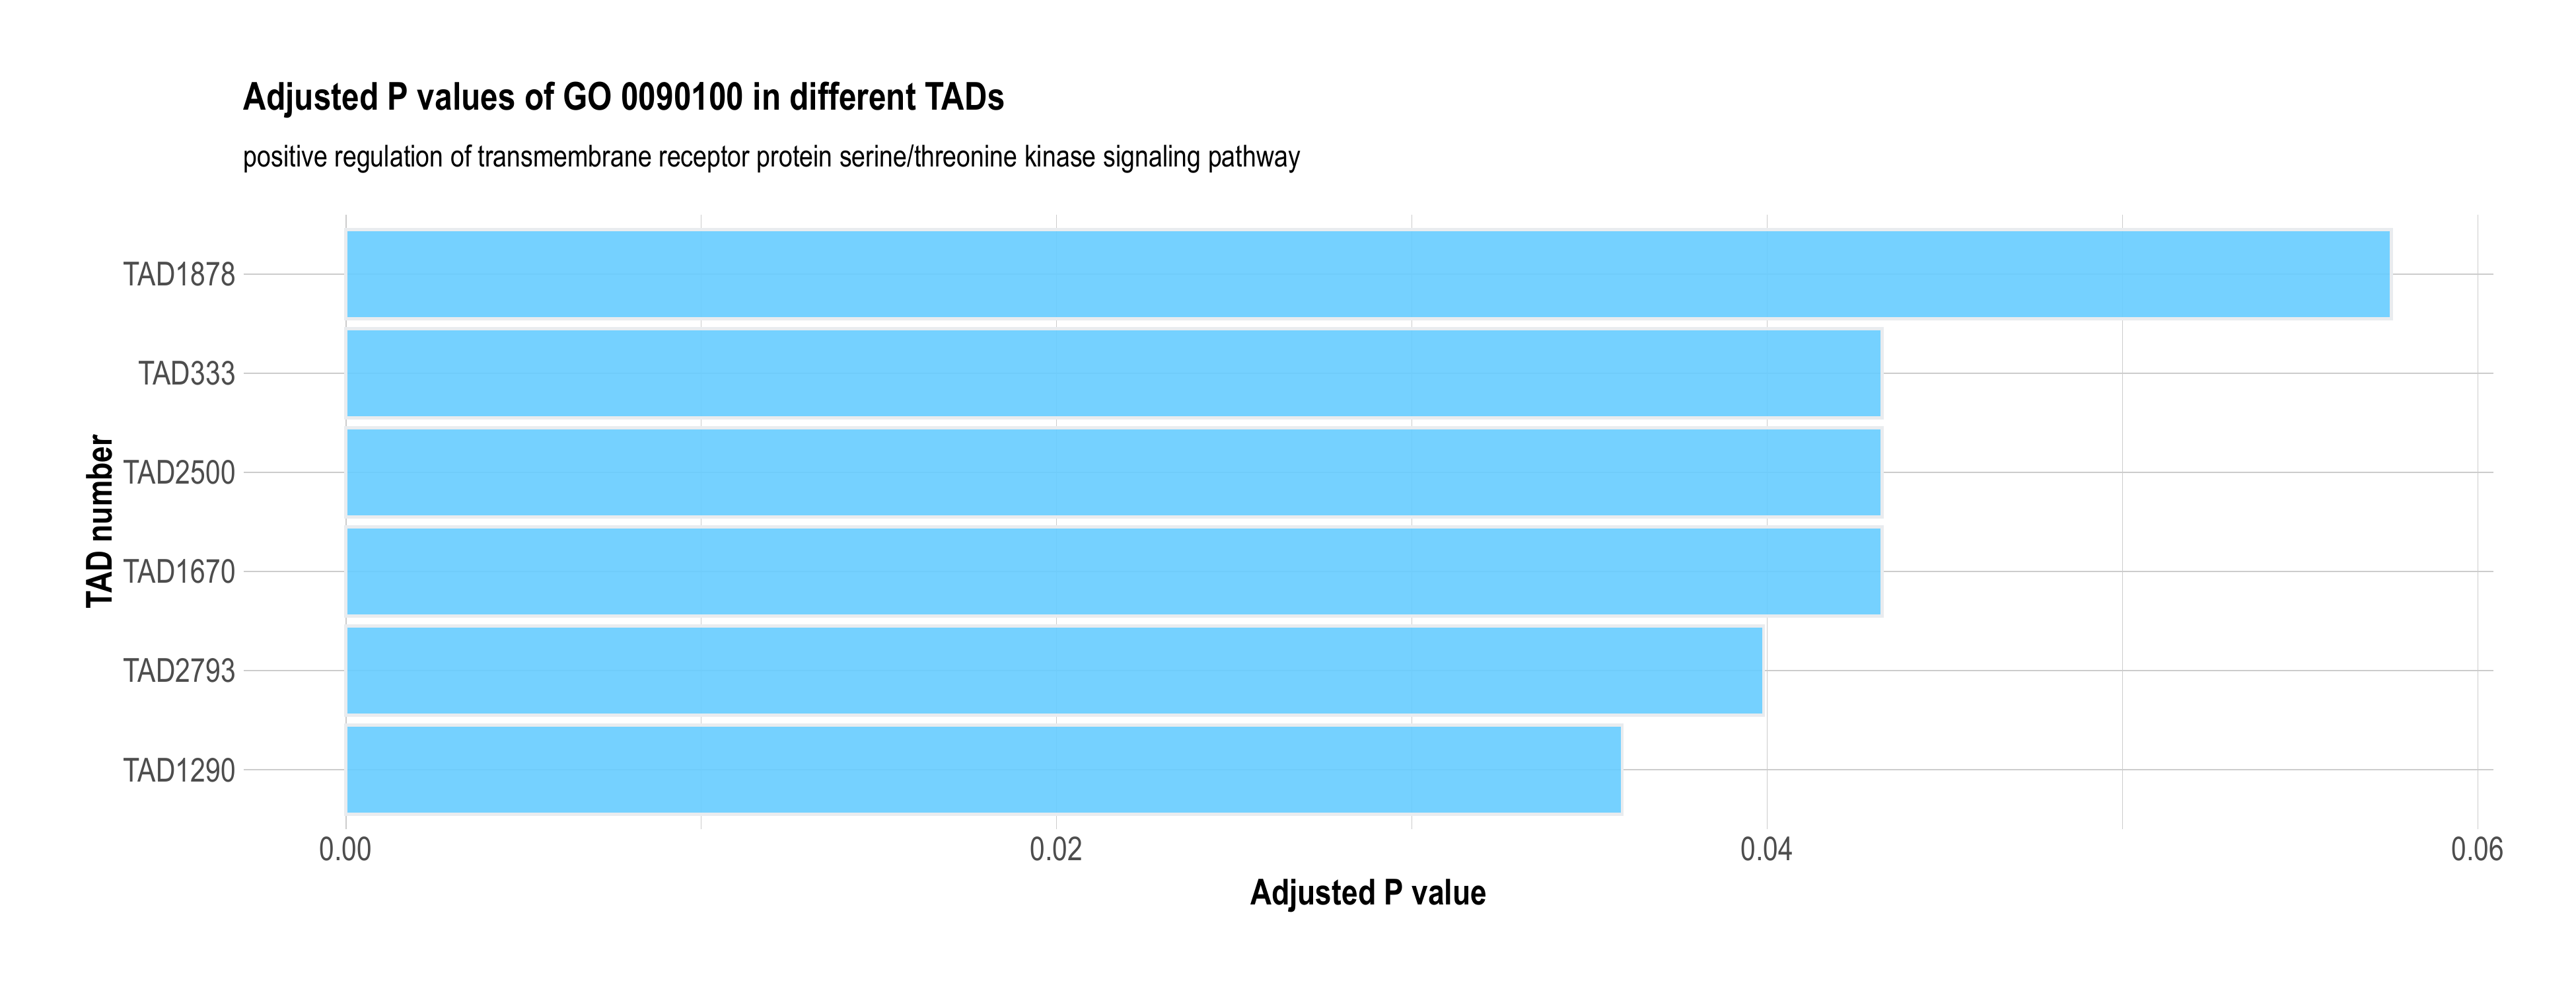 Adjusted P values of GO 0090100 in different TADs
positive regulation of transmembrane receptor protein serine/threonine kinase signaling pathway
TAD number
TAD1878
TAD333
TAD2500
TAD1670
TAD2793
TAD1290
0.00 0.02 0.04 0.06
Adjusted P value